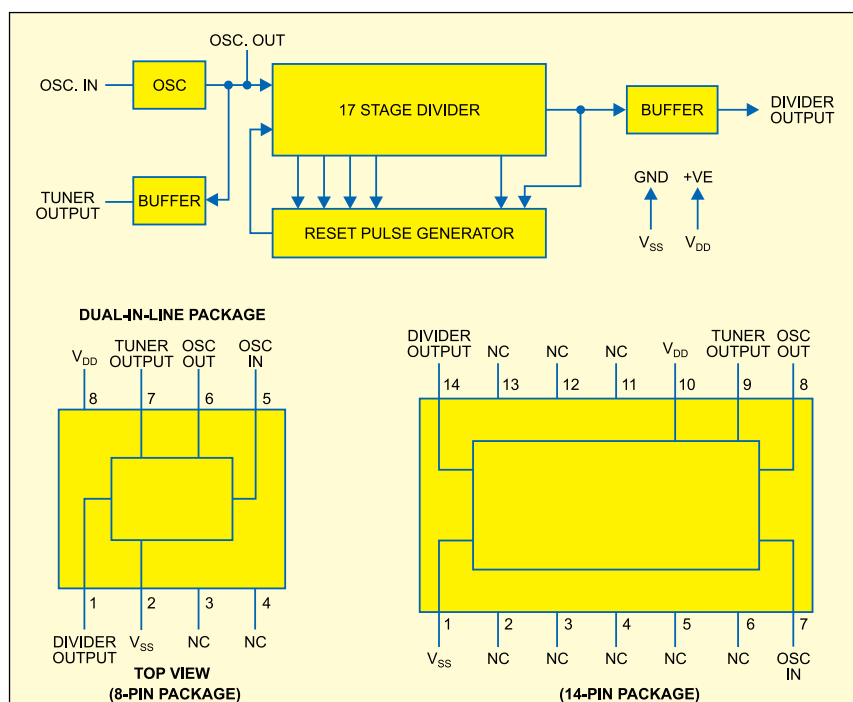 OSC. OUT
OSC. IN
OSC
17 STAGE DIVIDER
BUFFER
DIVIDER
OUTPUT
TUNER
OUTPUT
BUFFER
RESET PULSE GENERATOR
GND +VE
VSS VDD
DUAL-IN-LINE PACKAGE
VDD
TUNER
OUTPUT
OSC
OUT
OSC
IN
8 7 6 5
1 2 3 4
DIVIDER
OUTPUT
VSS
NC
NC
TOP VIEW
(8-PIN PACKAGE)
DIVIDER
OUTPUT
NC
NC
NC
VDD
TUNER
OUTPUT
OSC
OUT
14 13 12 11 10 9 8
1 2 3 4 5 6 7
VSS
NC
NC
NC
NC
NC
OSC
IN
(14-PIN PACKAGE)